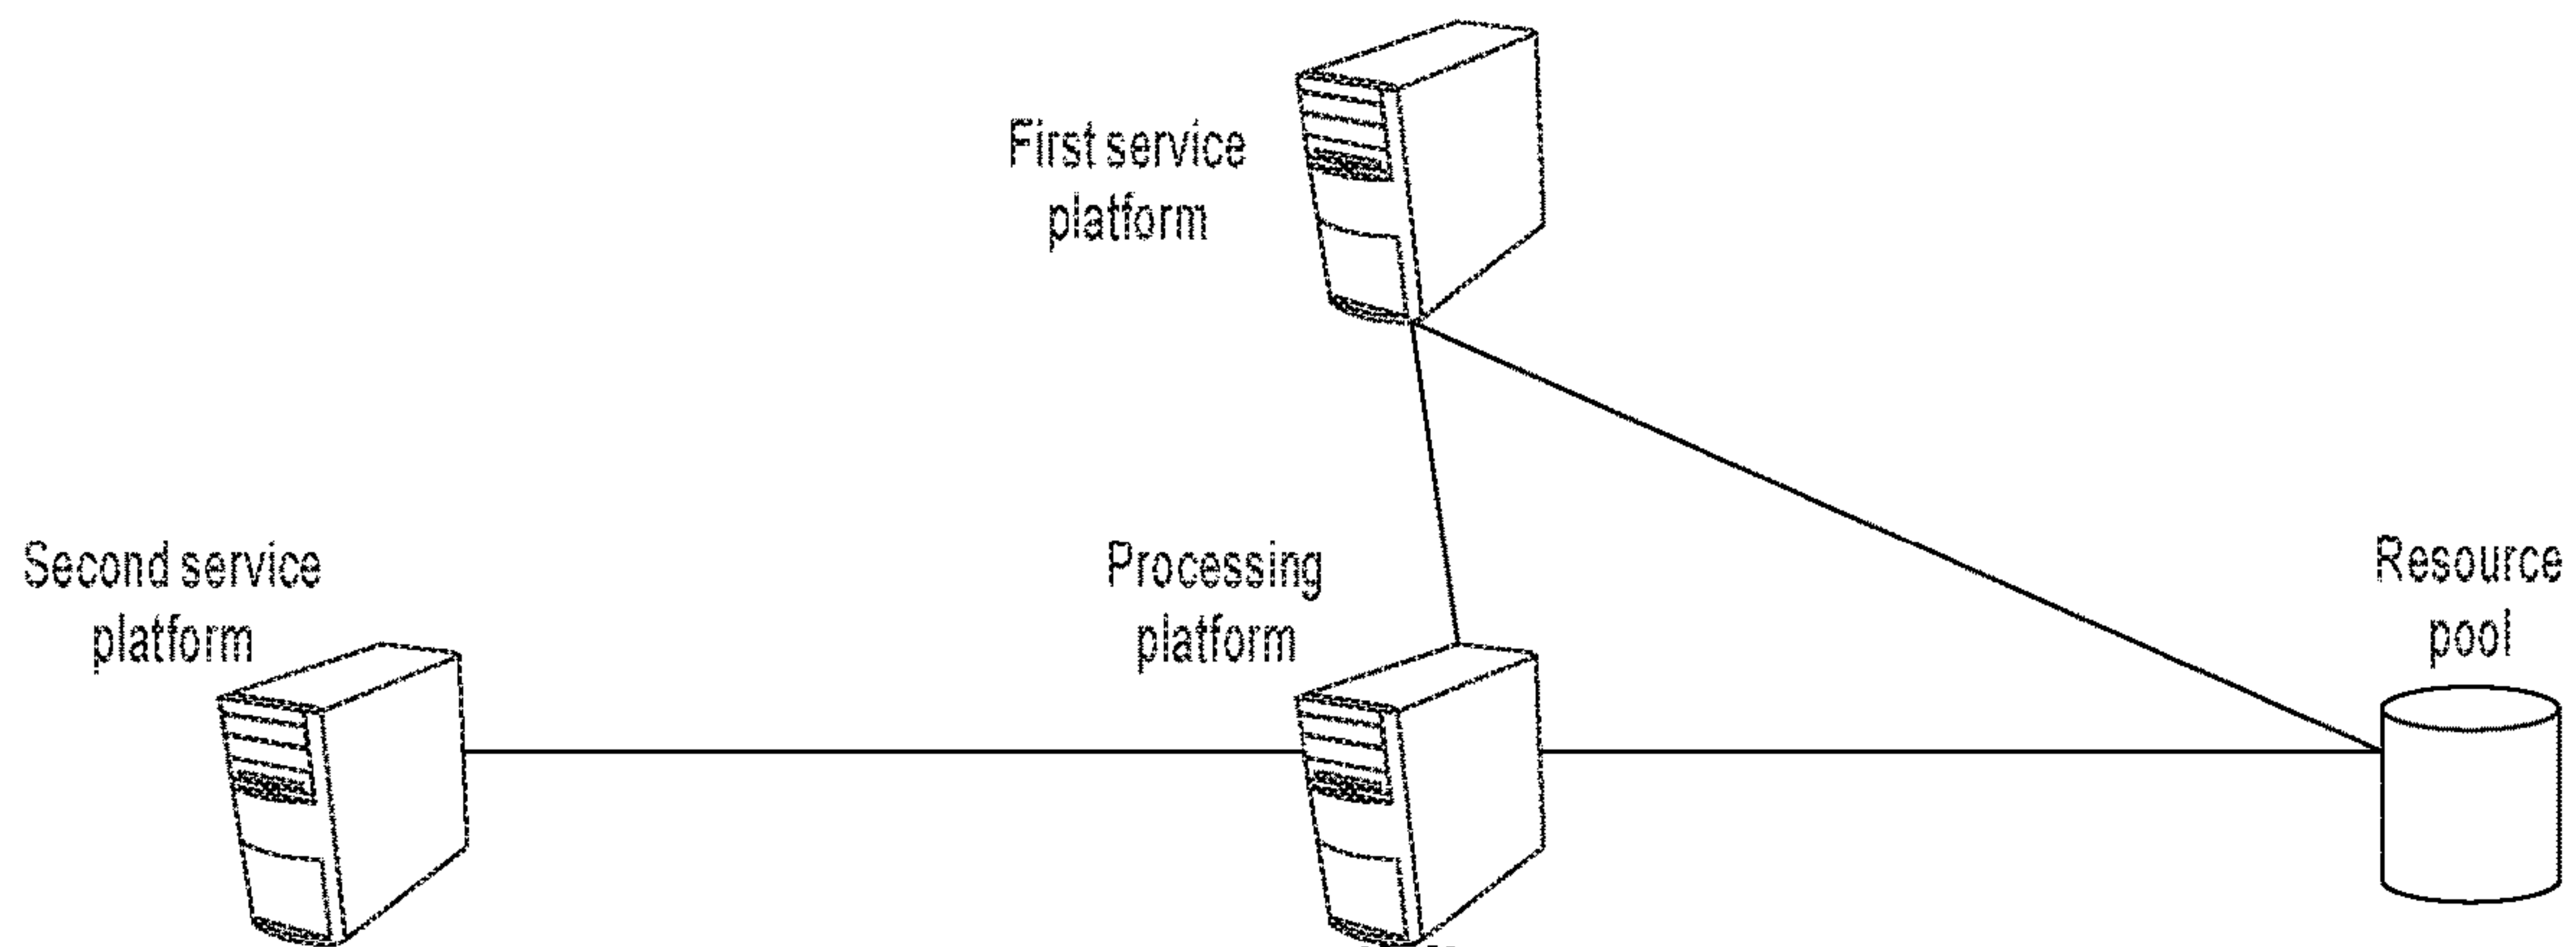 First service
platform
Second service
platform
Processing
platform
Resource
pool